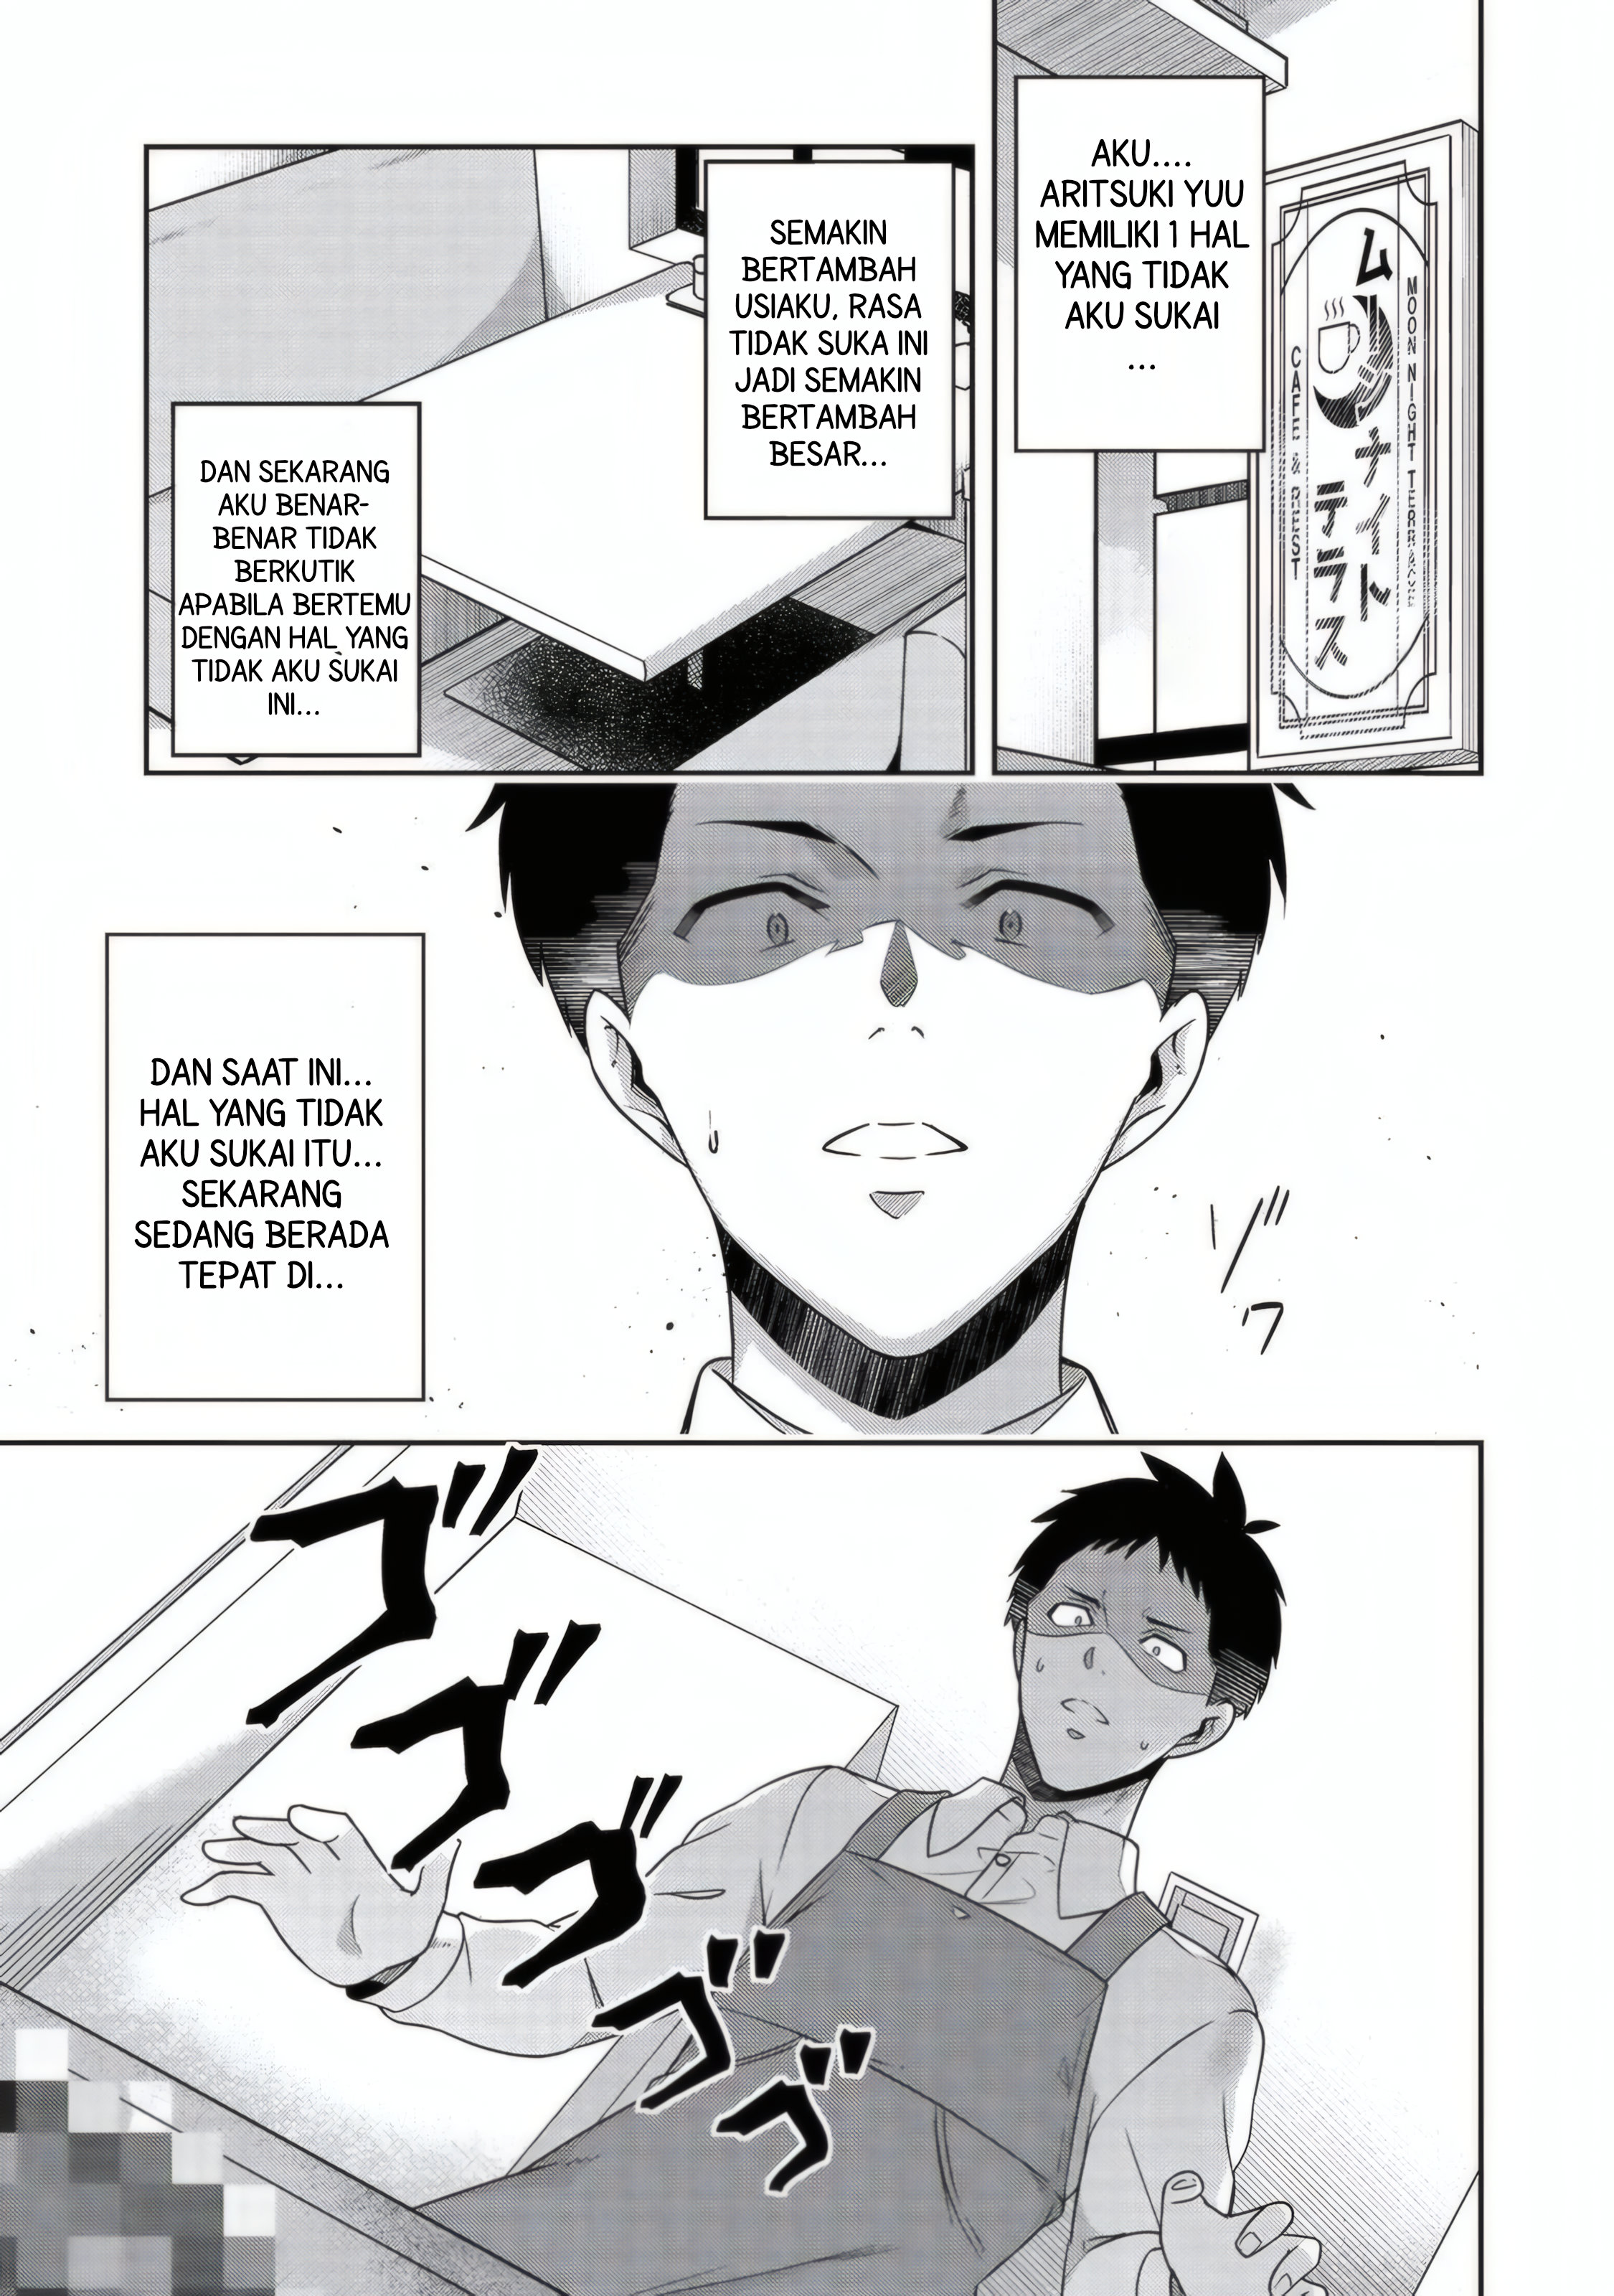 AKU....
ARITSUKI YUU
MEMILIKI 1 HAL
YANG TIDAK
AKU SUKAI
...
ムーンナイト
テラス
MOON NIGHT TERRACE
CAFE & REST
SEMAKIN
BERTAMBAH
USIAKU, RASA
TIDAK SUKA INI
JADI SEMAKIN
BERTAMBAH
BESAR...
DAN SEKARANG
AKU BENAR-
BENAR TIDAK
BERKUTIK
APABILA BERTEMU
DENGAN HAL YANG
TIDAK AKU SUKAI
INI...
DAN SAAT INI...
HAL YANG TIDAK
AKU SUKAI ITU...
SEKARANG
SEDANG BERADA
TEPAT DI...
ゴゴゴゴゴ